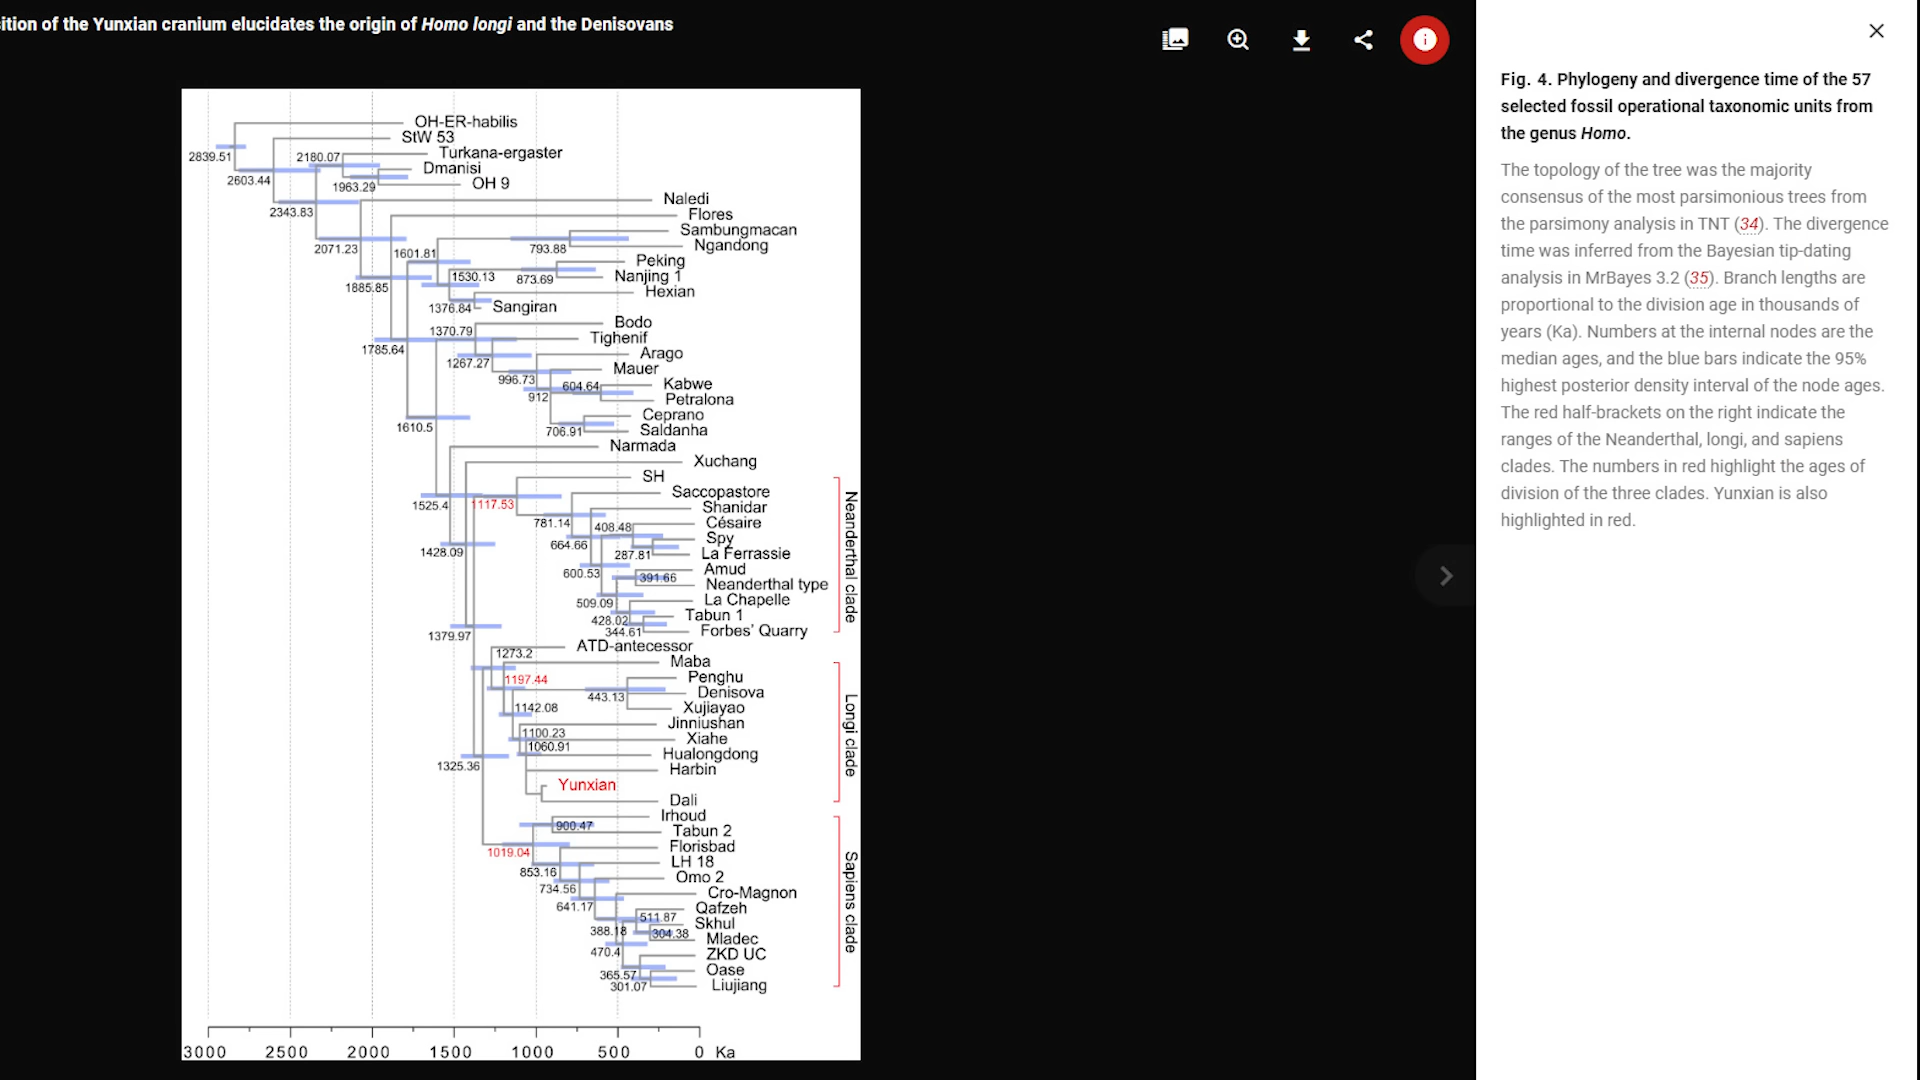 ition of the Yunxian cranium elucidates the origin of Homo longi and the Denisovans
OH-ER-habilis
StW 53
Turkana-ergaster
Dmanisi
OH 9
Naledi
Flores
Sambungmacan
Ngandong
Peking
Nanjing 1
Hexian
Sangiran
Bodo
Tighenif
Arago
Mauer
Kabwe
Petralona
Ceprano
Saldanha
Narmada
Xuchang
SH
Saccopastore
Shanidar
Césaire
Spy
La Ferrassie
Amud
Neanderthal type
La Chapelle
Tabun 1
Forbes' Quarry
ATD-antecessor
Maba
Penghu
Denisova
Xujiayao
Jinniushan
Xiahe
Hualongdong
Harbin
Yunxian
Dali
Irhoud
Tabun 2
Florisbad
LH 18
Omo 2
Cro-Magnon
Qafzeh
Skhul
Mladec
ZKD UC
Oase
Liujiang
2839.51
2603.44
2180.07
1963.29
2343.83
2071.23
1601.81
793.88
1530.13
873.69
1885.85
1376.84
1370.79
1785.64
1267.27
996.73
604.64
912
1610.5
706.91
1525.4
1117.53
781.14
408.48
664.66
287.81
1428.09
600.53
391.66
509.09
428.02
344.61
1379.97
1273.2
1197.44
443.13
1142.08
1100.23
1060.91
1325.36
900.47
1019.04
853.16
734.56
641.17
511.87
388.18
304.38
470.4
365.57
301.07
Neanderthal clade
Longi clade
Sapiens clade
3000 2500 2000 1500 1000 500 0 Ka
Fig. 4. Phylogeny and divergence time of the 57
selected fossil operational taxonomic units from
the genus Homo.
The topology of the tree was the majority
consensus of the most parsimonious trees from
the parsimony analysis in TNT (34). The divergence
time was inferred from the Bayesian tip-dating
analysis in MrBayes 3.2 (35). Branch lengths are
proportional to the division age in thousands of
years (Ka). Numbers at the internal nodes are the
median ages, and the blue bars indicate the 95%
highest posterior density interval of the node ages.
The red half-brackets on the right indicate the
ranges of the Neanderthal, longi, and sapiens
clades. The numbers in red highlight the ages of
division of the three clades. Yunxian is also
highlighted in red.